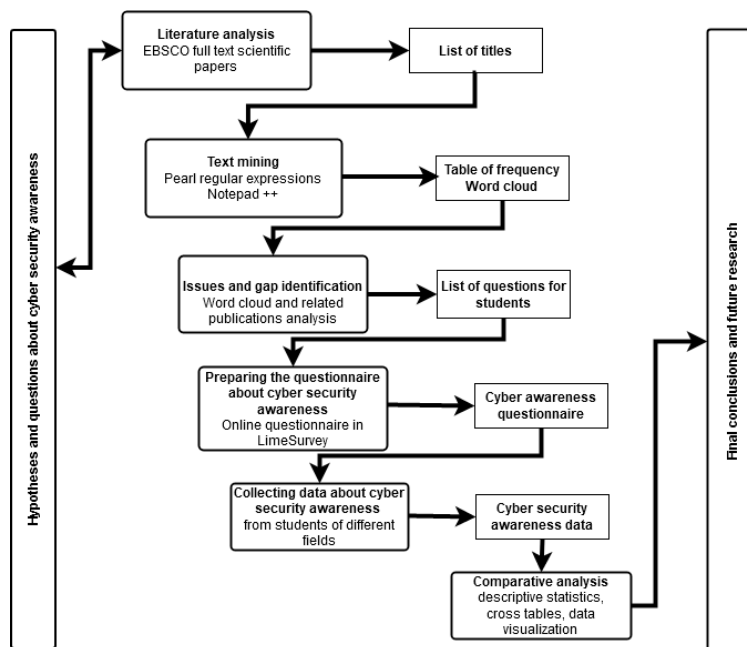 Literature analysis
EBSCO full text scientific
papers
List of titles
Text mining
Pearl regular expressions
Notepad ++
Table of frequency
Word cloud
Hypotheses and questions about cyber security awareness
Issues and gap identification
Word cloud and related
publications analysis
List of questions for
students
Final conclusions and future research
Preparing the questionnaire
about cyber security
awareness
Online questionnaire in
LimeSurvey
Cyber awareness
questionnaire
Collecting data about cyber
security awareness
from students of different
fields
Cyber security
awareness data
Comparative analysis
descriptive statistics,
cross tables, data
visualization